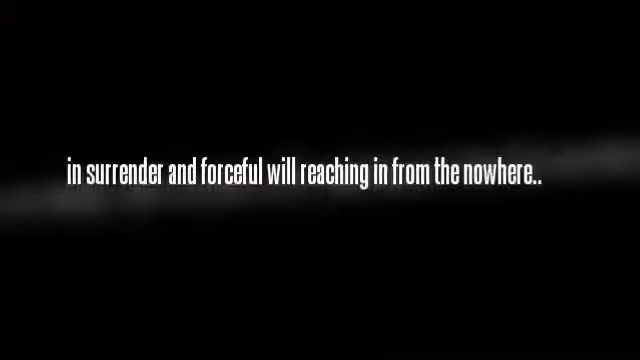 in surrender and forceful will reaching in from the nowhere..